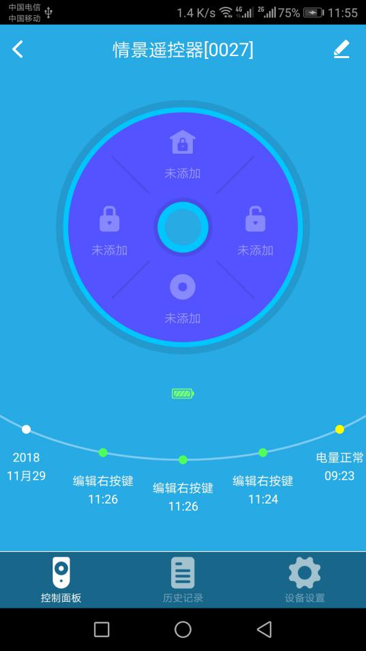 中国电信
中国移动
1.4 K/s 4G 2G 75% 11:55
情景遥控器[0027]
未添加
未添加
未添加
未添加
2018
11月29
编辑右按键
11:26
编辑右按键
11:26
编辑右按键
11:24
电量正常
09:23
控制面板
历史记录
设备设置